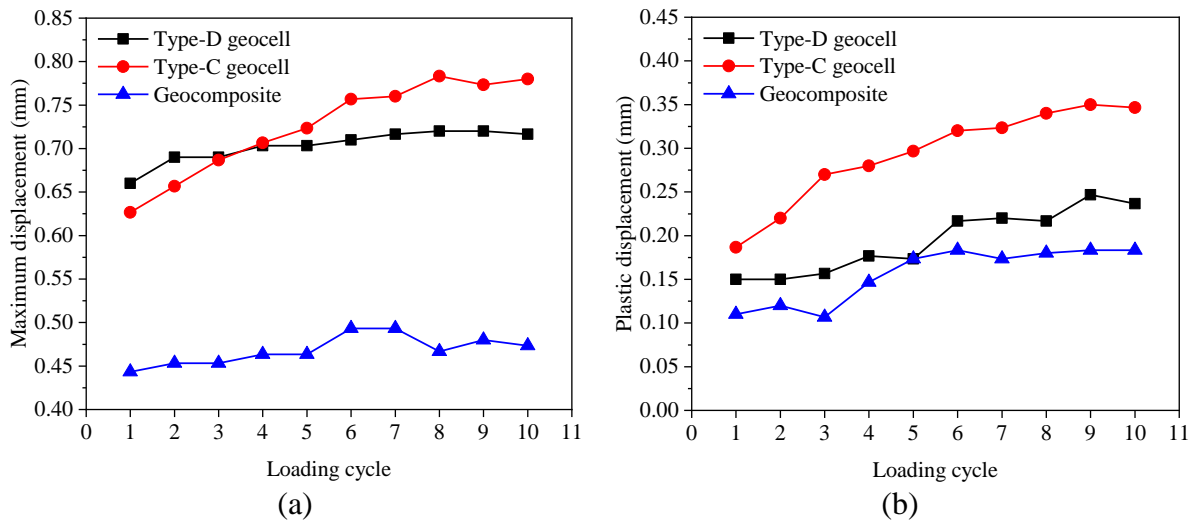 0.85
0.80
0.75
0.70
0.65
0.60
0.55
0.50
0.45
0.40
Maximum displacement (mm)
Type-D geocell
Type-C geocell
Geocomposite
0 1 2 3 4 5 6 7 8 9 10 11
Loading cycle
(a)
0.45
0.40
0.35
0.30
0.25
0.20
0.15
0.10
0.05
0.00
Plastic displacement (mm)
Type-D geocell
Type-C geocell
Geocomposite
0 1 2 3 4 5 6 7 8 9 10 11
Loading cycle
(b)